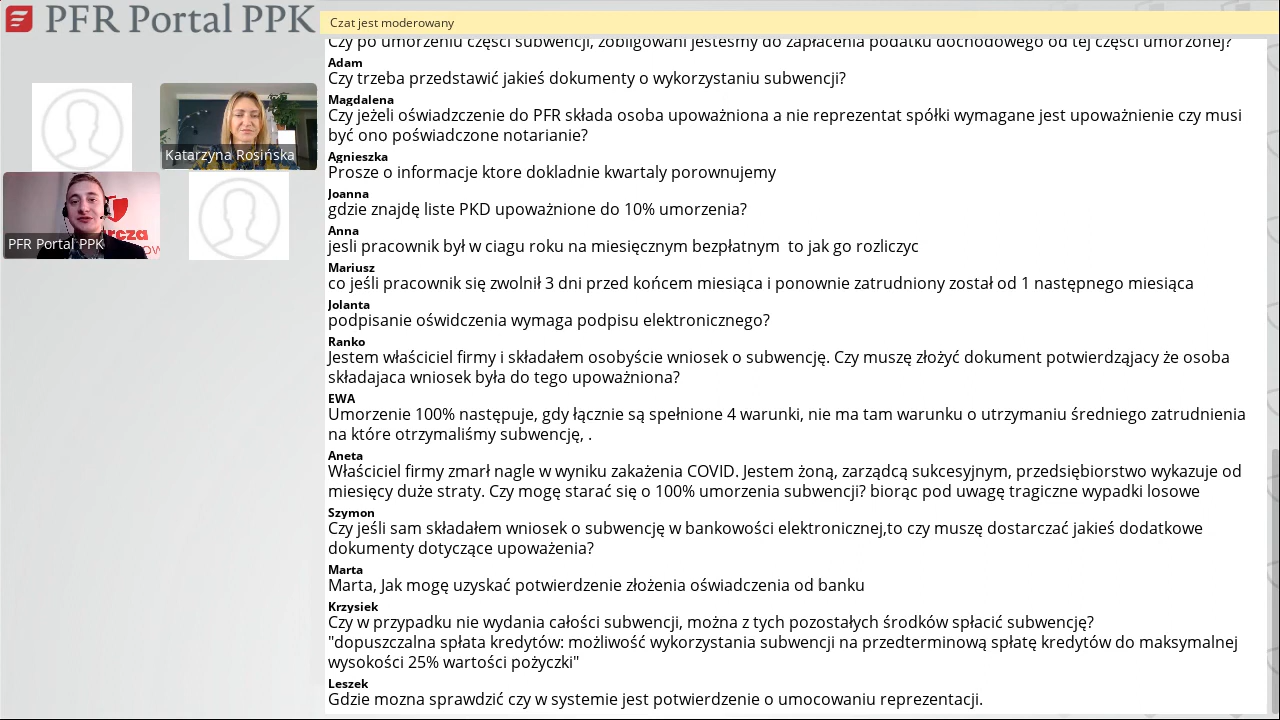 PFR Portal PPK
Czat jest moderowany
Czy po umorzeniu części subwencji, zobligowani jesteśmy do zapłacenia podatku dochodowego od tej części umorzonej?
Adam
Czy trzeba przedstawić jakieś dokumenty o wykorzystaniu subwencji?
Magdalena
Czy jeżeli oświadzczenie do PFR składa osoba upoważniona a nie reprezentat spółki wymagane jest upoważnienie czy musi
być ono poświadczone notarianie?
Agnieszka
Prosze o informacje ktore dokladnie kwartaly porownujemy
Joanna
gdzie znajdę liste PKD upoważnione do 10% umorzenia?
Anna
jesli pracownik był w ciagu roku na miesięcznym bezpłatnym  to jak go rozliczyc
Mariusz
co jeśli pracownik się zwolnił 3 dni przed końcem miesiąca i ponownie zatrudniony został od 1 następnego miesiąca
Jolanta
podpisanie oświdczenia wymaga podpisu elektronicznego?
Ranko
Jestem właściciel firmy i składałem osobyście wniosek o subwencję. Czy muszę złożyć dokument potwierdząjacy że osoba
składajaca wniosek była do tego upoważniona?
EWA
Umorzenie 100% następuje, gdy łącznie są spełnione 4 warunki, nie ma tam warunku o utrzymaniu średniego zatrudnienia
na które otrzymaliśmy subwencję, .
Aneta
Właściciel firmy zmarł nagle w wyniku zakażenia COVID. Jestem żoną, zarządcą sukcesyjnym, przedsiębiorstwo wykazuje od
miesięcy duże straty. Czy mogę starać się o 100% umorzenia subwencji? biorąc pod uwagę tragiczne wypadki losowe
Szymon
Czy jeśli sam składałem wniosek o subwencję w bankowości elektronicznej,to czy muszę dostarczać jakieś dodatkowe
dokumenty dotyczące upoważenia?
Marta
Marta, Jak mogę uzyskać potwierdzenie złożenia oświadczenia od banku
Krzysiek
Czy w przypadku nie wydania całości subwencji, można z tych pozostałych środków spłacić subwencję?
"dopuszczalna spłata kredytów: możliwość wykorzystania subwencji na przedterminową spłatę kredytów do maksymalnej
wysokości 25% wartości pożyczki"
Leszek
Gdzie mozna sprawdzić czy w systemie jest potwierdzenie o umocowaniu reprezentacji.
Katarzyna Rosińska
PFR Portal PPK